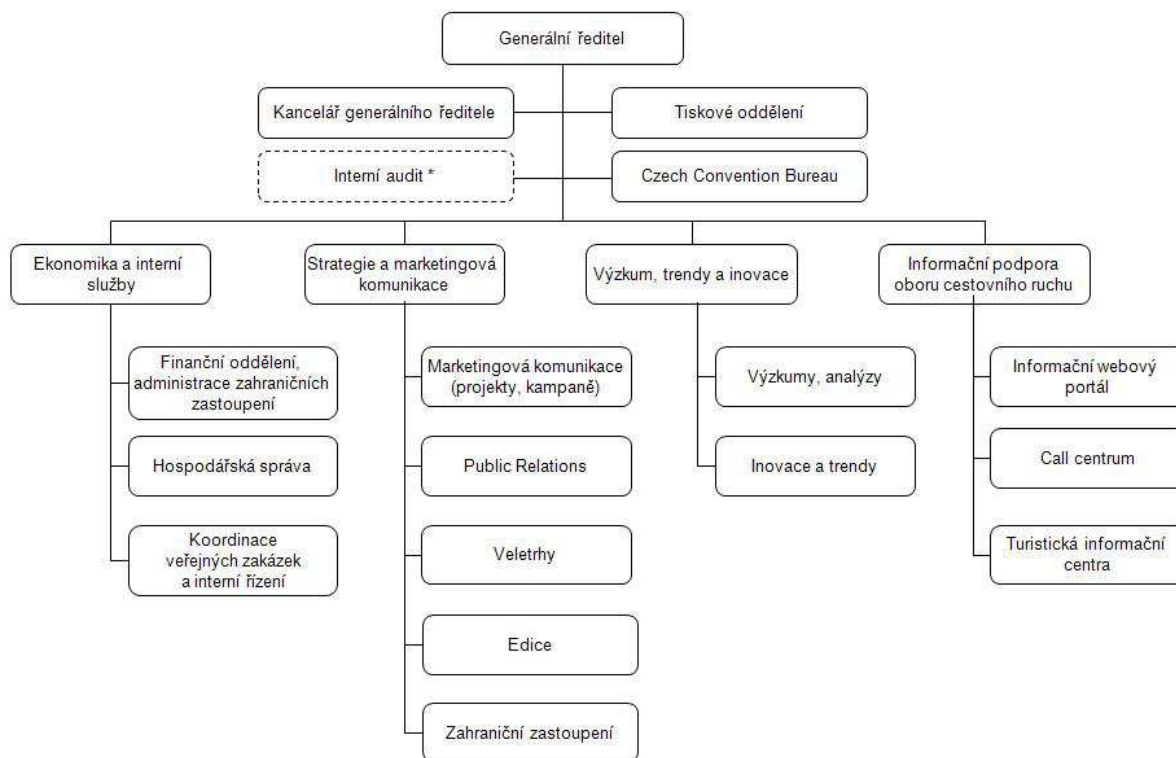 Generální ředitel
Kancelář generálního ředitele
Tiskové oddělení
Interní audit *
Czech Convention Bureau
Ekonomika a interní
služby
Strategie a marketingová
komunikace
Výzkum, trendy a inovace
Informační podpora
oboru cestovního ruchu
Finanční oddělení,
administrace zahraničních
zastoupení
Hospodářská správa
Koordinace
veřejných zakázek
a interní řízení
Marketingová komunikace
(projekty, kampaně)
Public Relations
Veletrhy
Edice
Zahraniční zastoupení
Výzkumy, analýzy
Inovace a trendy
Informační webový
portál
Call centrum
Turistická informační
centra